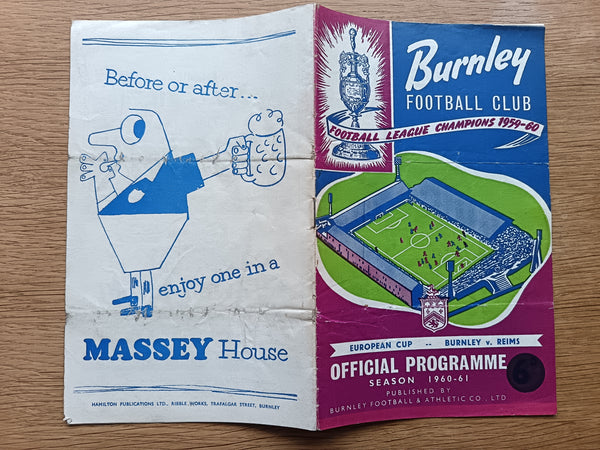 Before or after...
enjoy one in a
MASSEY House
HAMILTON PUBLICATIONS LTD., RIBBLE WORKS, TRAFALGAR STREET, BURNLEY
Burnley
FOOTBALL CLUB
FOOTBALL LEAGUE CHAMPIONS 1959-60
EUROPEAN CUP -- BURNLEY v. REIMS
OFFICIAL PROGRAMME
SEASON 1960-61
PUBLISHED BY
BURNLEY FOOTBALL & ATHLETIC CO., LTD
6D